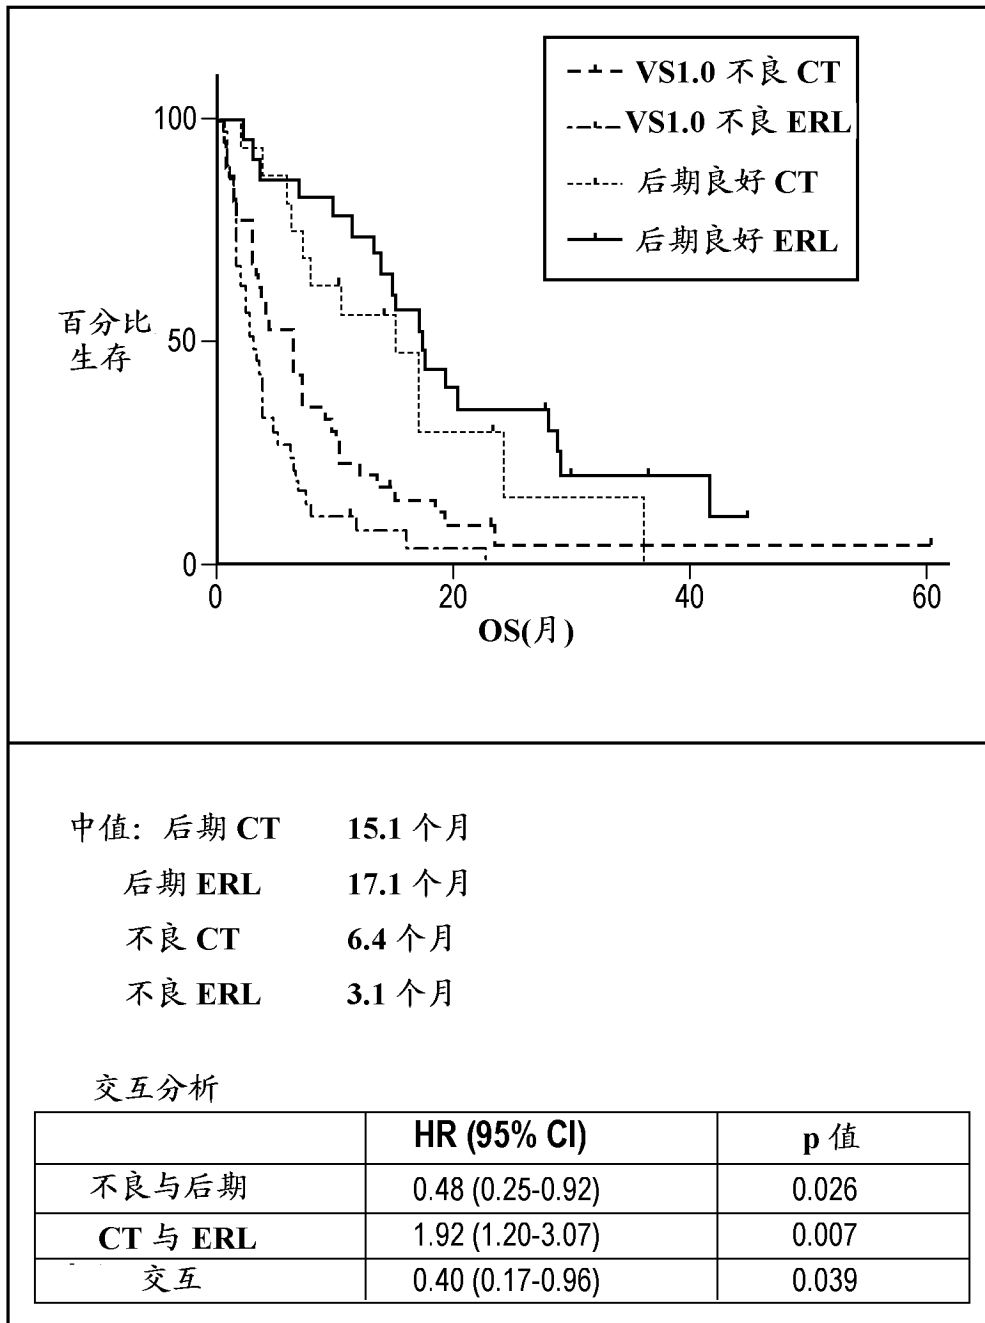 VS1.0 不良 CT
VS1.0 不良 ERL
后期良好 CT
后期良好 ERL
100
50
0
百分比
生存
0 20 40 60
OS(月)
中值: 后期 CT 15.1 个月
后期 ERL 17.1 个月
不良 CT 6.4 个月
不良 ERL 3.1 个月
交互分析
HR (95% CI) p 值
不良与后期 0.48 (0.25-0.92) 0.026
CT 与 ERL 1.92 (1.20-3.07) 0.007
交互 0.40 (0.17-0.96) 0.039